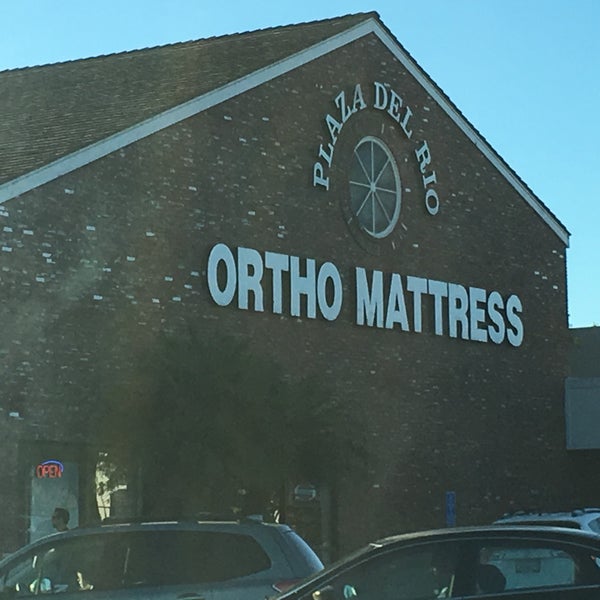 PLAZA DEL RIO
ORTHO MATTRESS
OPEN